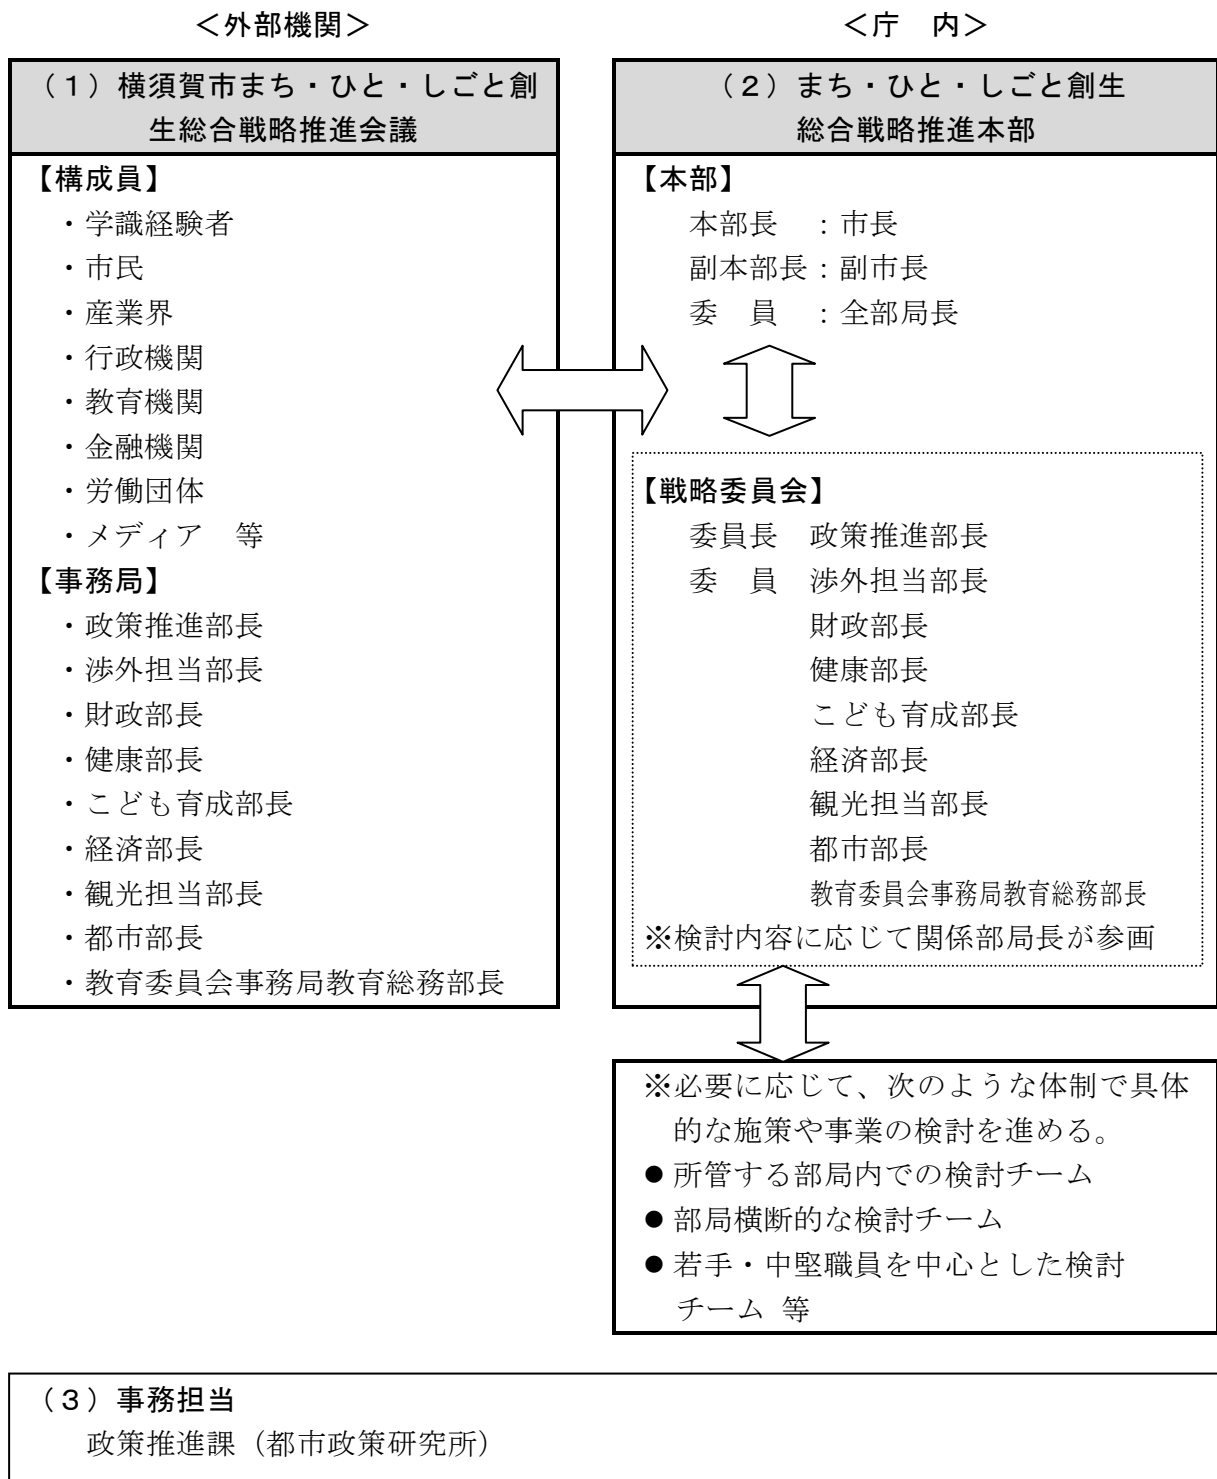 ＜外部機関＞
（１）横須賀市まち・ひと・しごと創
生総合戦略推進会議
【構成員】
・学識経験者
・市民
・産業界
・行政機関
・教育機関
・金融機関
・労働団体
・メディア　等
【事務局】
・政策推進部長
・渉外担当部長
・財政部長
・健康部長
・こども育成部長
・経済部長
・観光担当部長
・都市部長
・教育委員会事務局教育総務部長
＜庁　内＞
（２）まち・ひと・しごと創生
総合戦略推進本部
【本部】
本部長　：市長
副本部長：副市長
委　員　：全部局長
【戦略委員会】
委員長　政策推進部長
委　員　渉外担当部長
財政部長
健康部長
こども育成部長
経済部長
観光担当部長
都市部長
教育委員会事務局教育総務部長
※検討内容に応じて関係部局長が参画
※必要に応じて、次のような体制で具体
的な施策や事業の検討を進める。
●所管する部局内での検討チーム
●部局横断的な検討チーム
●若手・中堅職員を中心とした検討
チーム 等
（３）事務担当
政策推進課（都市政策研究所）